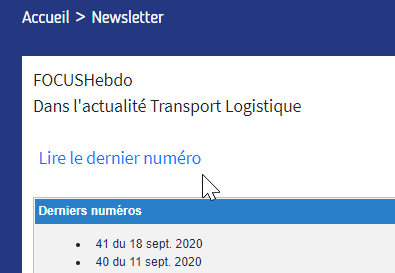 Accueil > Newsletter
FOCUSHebdo
Dans l'actualité Transport Logistique
Lire le dernier numéro
Derniers numéros
• 41 du 18 sept. 2020
• 40 du 11 sept. 2020